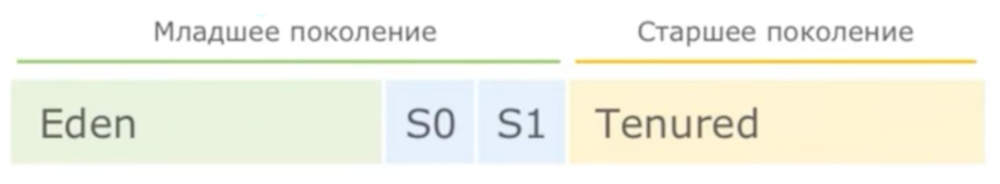 Младшее поколение Старшее поколение
Eden S0 S1 Tenured